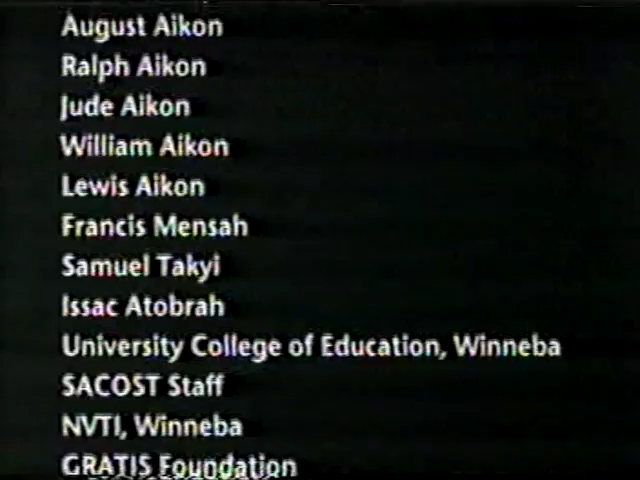 August Aikon
Ralph Aikon
Jude Aikon
William Aikon
Lewis Aikon
Francis Mensah
Samuel Takyi
Issac Atobrah
University College of Education, Winneba
SACOST Staff
NVTI, Winneba
GRATIS Foundation